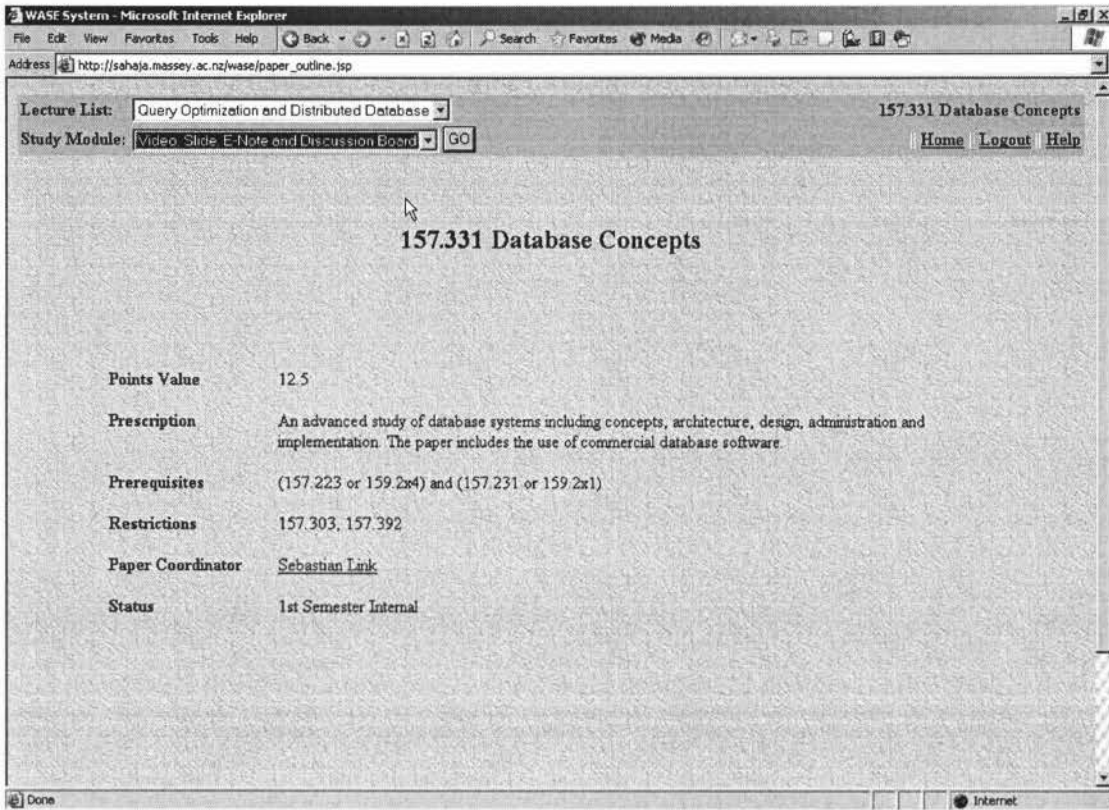 WASE System - Microsoft Internet Explorer
File Edit View Favorites Tools Help Back Search Favorites Media
Address http://sahaja.massey.ac.nz/wase/paper_outline.jsp
Lecture List: Query Optimization and Distributed Database 157.331 Database Concepts
Study Module: Video, Slide, E-Note and Discussion Board GO Home Logout Help
157.331 Database Concepts
Points Value 12.5
Prescription An advanced study of database systems including concepts, architecture, design, administration and
implementation. The paper includes the use of commercial database software.
Prerequisites (157.223 or 159.2x4) and (157.231 or 159.2x1)
Restrictions 157.303, 157.392
Paper Coordinator Sebastian Link
Status 1st Semester Internal
Done Internet